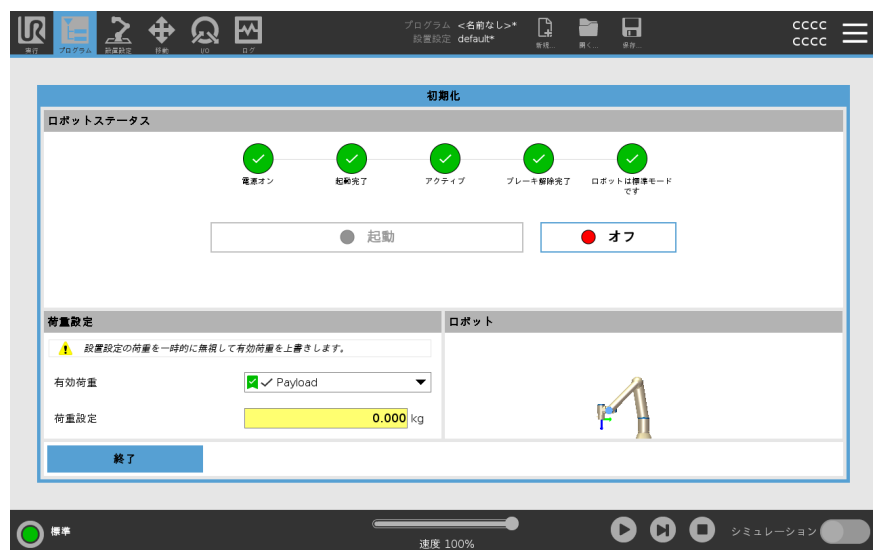 プログラム <名前なし>*
設置設定 default*
cccc
cccc
実行
プログラム
設置設定
移動
I/O
ログ
新規...
開く...
保存...
初期化
ロボットステータス
電源オン
起動完了
アクティブ
ブレーキ解除完了
ロボットは標準モード
です
起動
オフ
荷重設定
ロボット
設置設定の荷重を一時的に無視して有効荷重を上書きします。
有効荷重
Payload
荷重設定
0.000 kg
終了
標準
速度 100%
シミュレーション